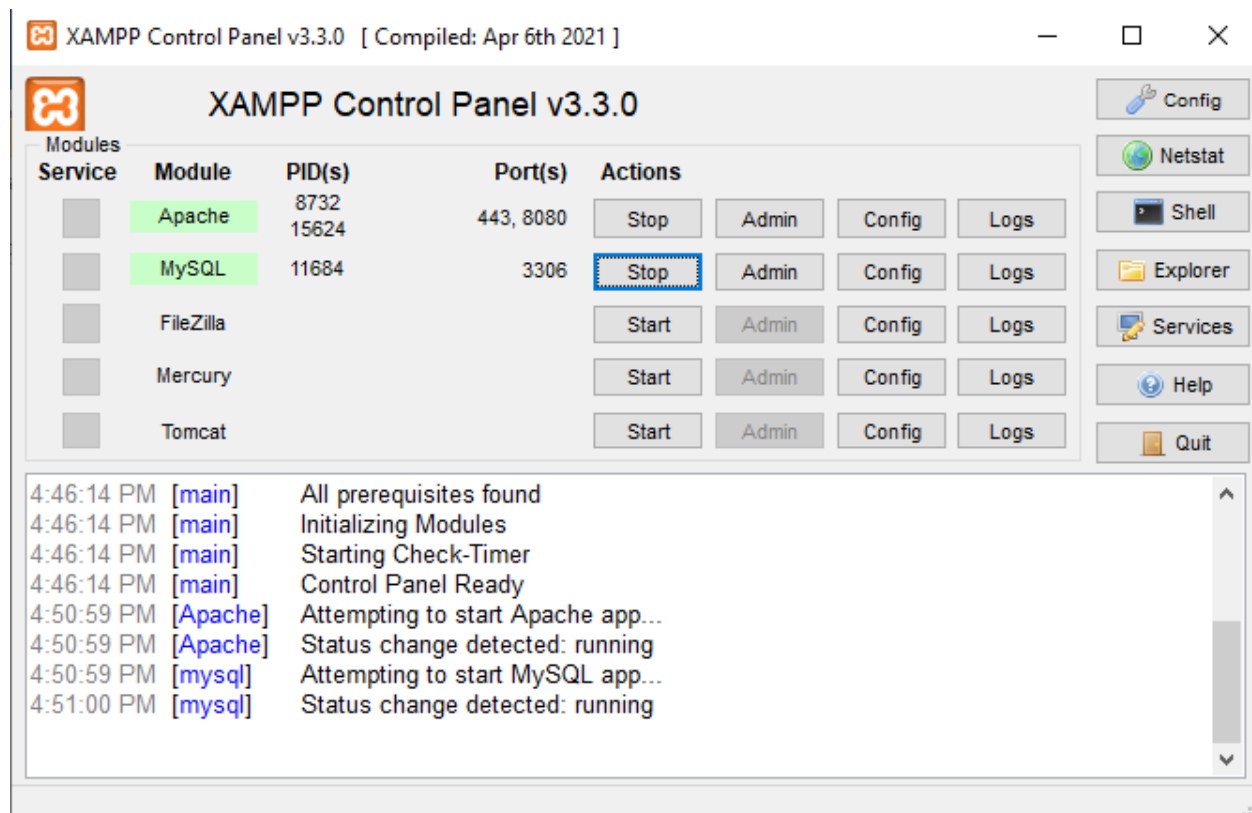 XAMPP Control Panel v3.3.0 [ Compiled: Apr 6th 2021 ]
XAMPP Control Panel v3.3.0
Config
Modules
Netstat
Service Module PID(s) Port(s) Actions
Apache 8732 15624 443, 8080 Stop Admin Config Logs
Shell
MySQL 11684 3306 Stop Admin Config Logs
Explorer
FileZilla Start Admin Config Logs
Services
Mercury Start Admin Config Logs
Help
Tomcat Start Admin Config Logs
Quit
4:46:14 PM [main] All prerequisites found
4:46:14 PM [main] Initializing Modules
4:46:14 PM [main] Starting Check-Timer
4:46:14 PM [main] Control Panel Ready
4:50:59 PM [Apache] Attempting to start Apache app...
4:50:59 PM [Apache] Status change detected: running
4:50:59 PM [mysql] Attempting to start MySQL app...
4:51:00 PM [mysql] Status change detected: running